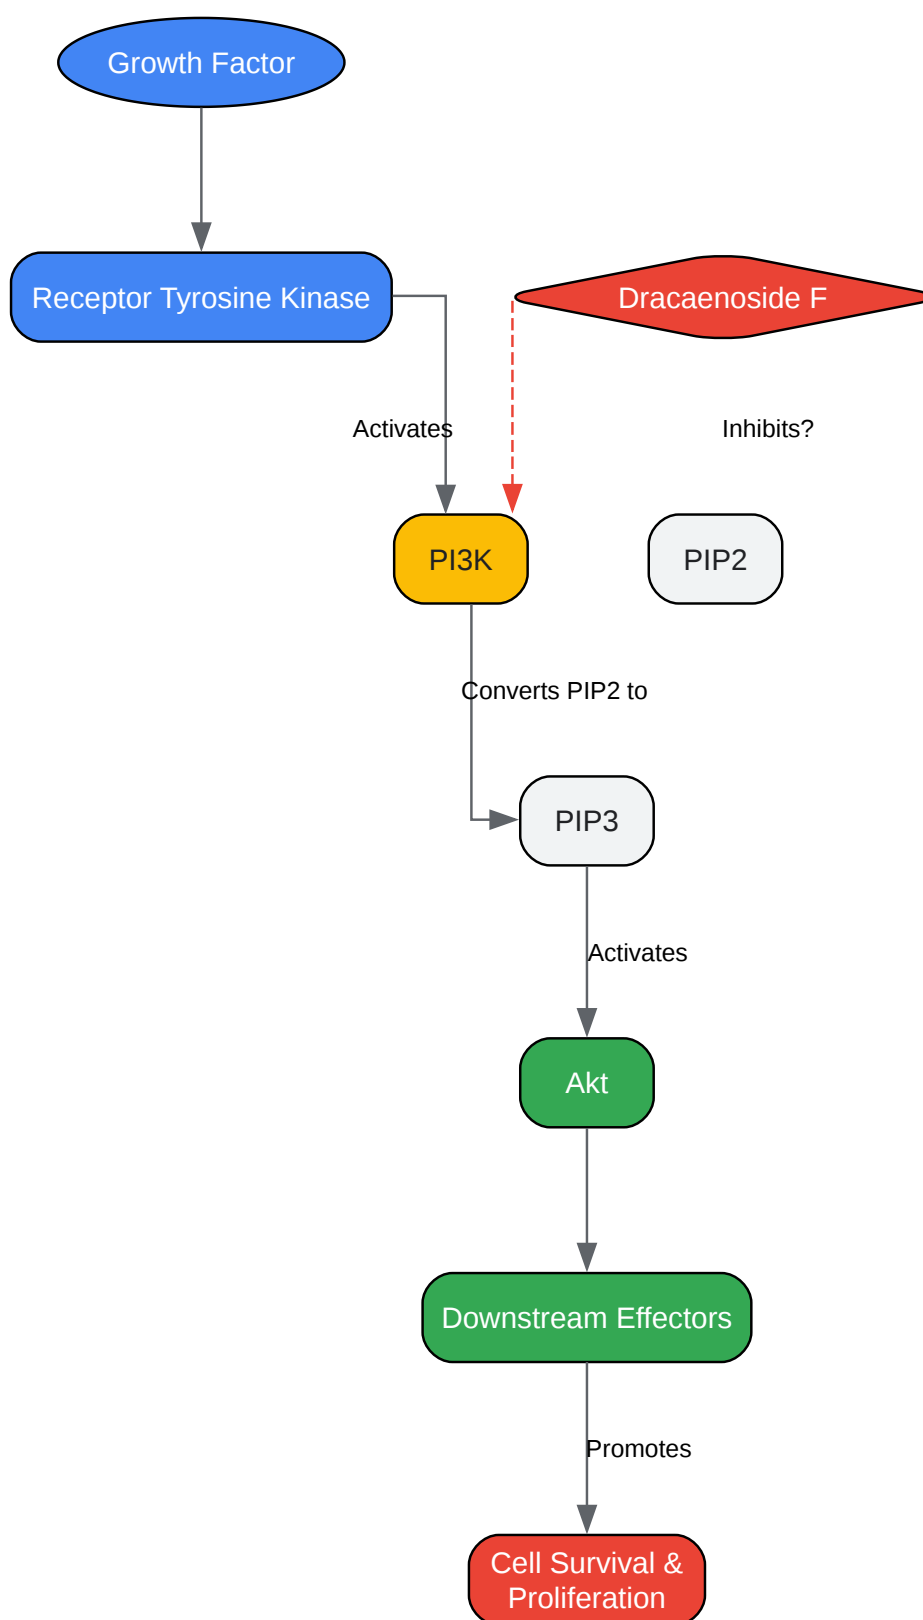 Growth Factor
Receptor Tyrosine Kinase
Dracaenoside F
Activates
Inhibits?
PI3K
PIP2
Converts PIP2 to
PIP3
Activates
Akt
Downstream Effectors
Promotes
Cell Survival &
Proliferation